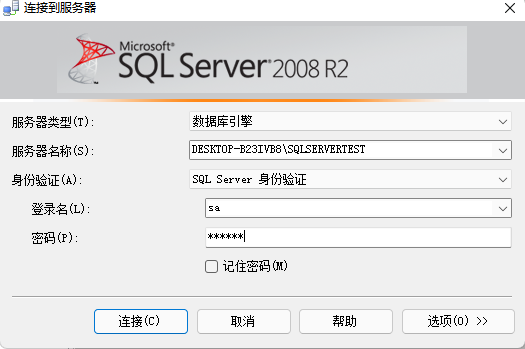 连接到服务器
Microsoft®
SQL Server® 2008 R2
服务器类型(T): 数据库引擎
服务器名称(S): DESKTOP-B23IVB8\SQLSERVERTEST
身份验证(A): SQL Server 身份验证
登录名(L): sa
密码(P): ******
记住密码(M)
连接(C) 取消 帮助 选项(O) >>